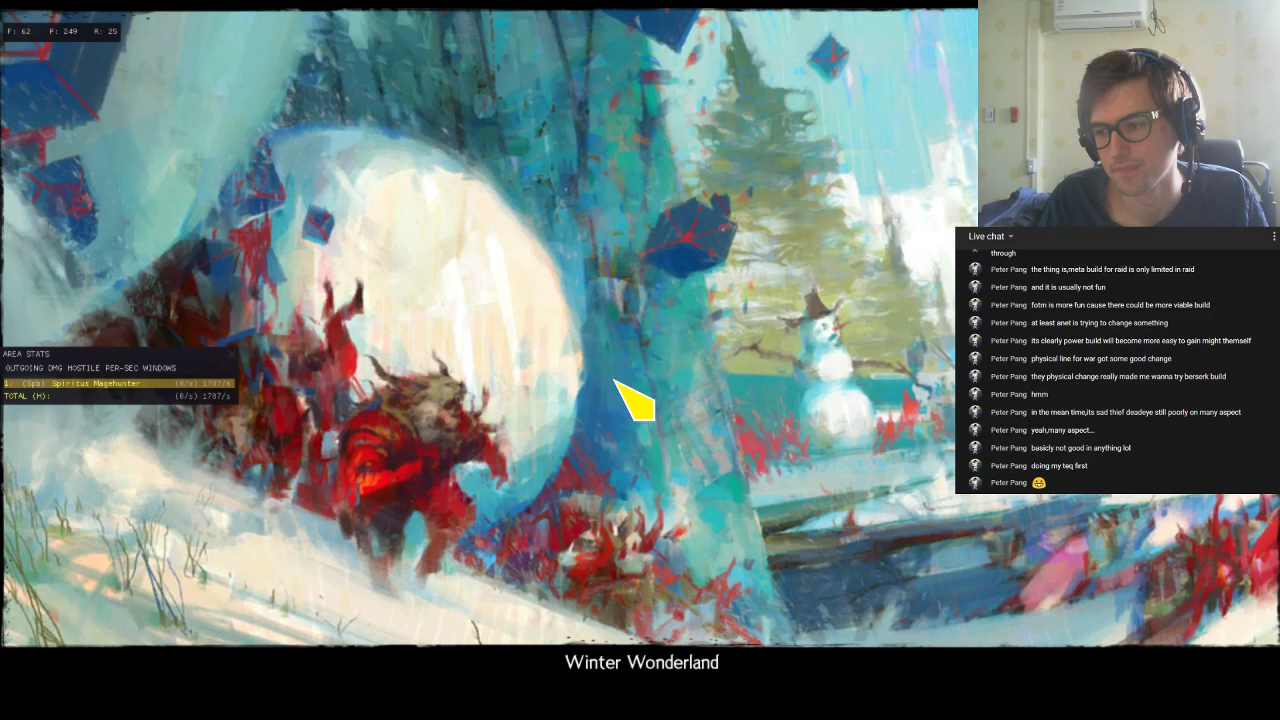 F: 62 P: 249 R: 25
Live chat
through
Peter Pang the thing is,meta build for raid is only limited in raid
Peter Pang and it is usually not fun
Peter Pang fotm is more fun cause there could be more viable build
Peter Pang at least anet is trying to change something
Peter Pang its clearly power build will become more easy to gain might themself
Peter Pang physical line for war got some good change
Peter Pang they physical change really made me wanna try berserk build
Peter Pang hmm
Peter Pang in the mean time,its sad thief deadeye still poorly on many aspect
Peter Pang yeah,many aspect...
Peter Pang basicly not good in anything lol
Peter Pang doing my teq first
Peter Pang
AREA STATS
OUTGOING DMG HOSTILE PER-SEC WINDOWS
1: (Spb) Spiritus Magehunter (0/s) 1787/s
TOTAL (H): (0/s) 1787/s
Winter Wonderland